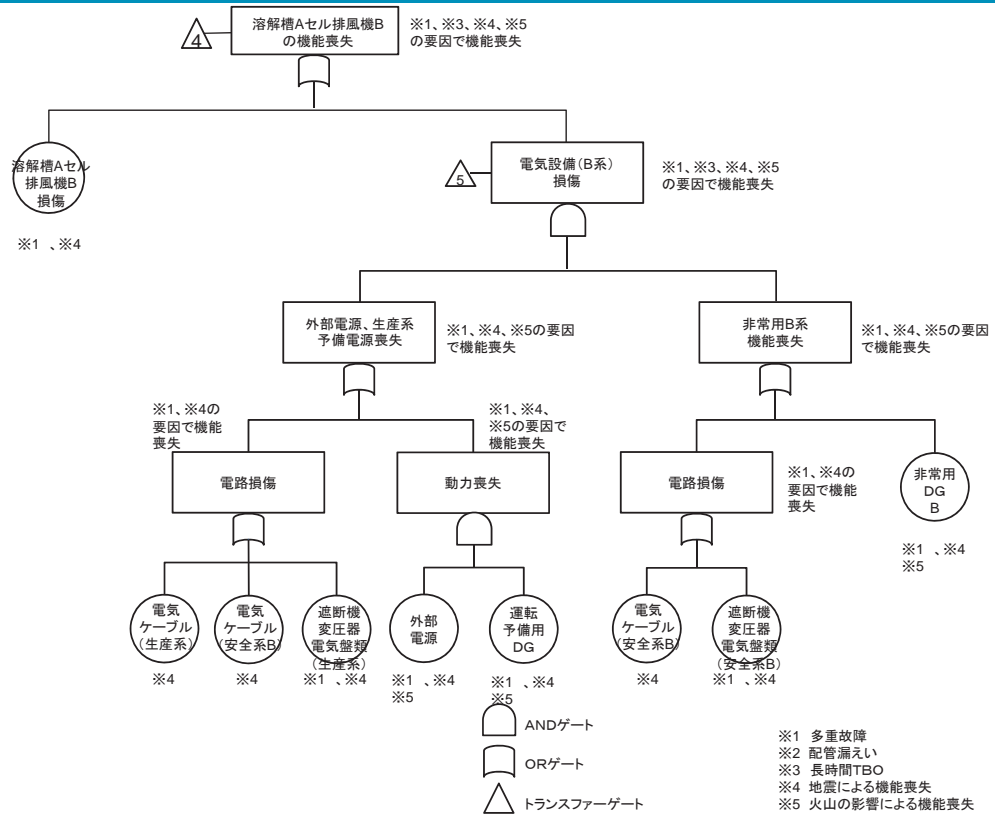 4
溶解槽Aセル排風機B
の機能喪失
※1、※3、※4、※5
の要因で機能喪失
溶解槽Aセル
排風機B
損傷
※1 、※4
5
電気設備(B系)
損傷
※1、※3、※4、※5
の要因で機能喪失
外部電源、生産系
予備電源喪失
※1、※4、※5の要因
で機能喪失
非常用B系
機能喪失
※1、※4、※5の要因
で機能喪失
※1、※4の
要因で機能
喪失
電路損傷
※1、※4、
※5の要因で
機能喪失
動力喪失
電路損傷
※1、※4の
要因で機能
喪失
非常用
DG
B
※1 、※4
※5
電気
ケーブル
(生産系)
※4
電気
ケーブル
(安全系B)
※4
遮断機
変圧器
電気盤類
(生産系)
※1 、※4
外部
電源
※1 、※4
※5
運転
予備用
DG
※1 、※4
※5
電気
ケーブル
(安全系B)
※4
遮断機
変圧器
電気盤類
(安全系B)
※1 、※4
ANDゲート
ORゲート
トランスファーゲート
※1 多重故障
※2 配管漏えい
※3 長時間TBO
※4 地震による機能喪失
※5 火山の影響による機能喪失